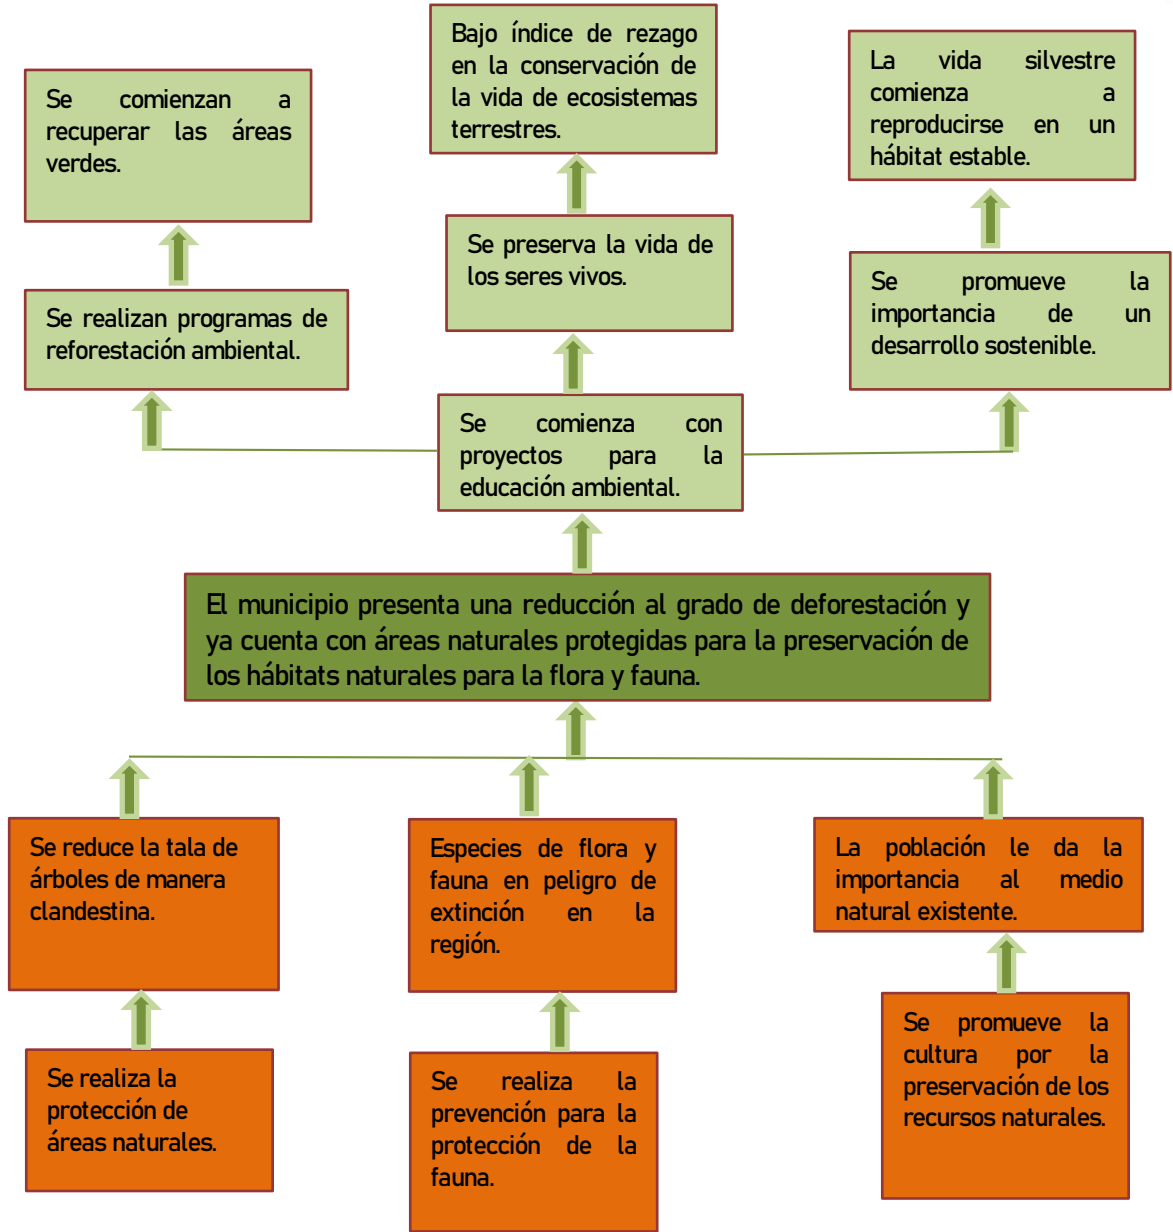 Se comienzan a
recuperar las áreas
verdes.
Bajo índice de rezago
en la conservación de
la vida de ecosistemas
terrestres.
La vida silvestre
comienza a
reproducirse en un
hábitat estable.
Se realizan programas de
reforestación ambiental.
Se preserva la vida de
los seres vivos.
Se promueve la
importancia de un
desarrollo sostenible.
Se comienza con
proyectos para la
educación ambiental.
El municipio presenta una reducción al grado de deforestación y
ya cuenta con áreas naturales protegidas para la preservación de
los hábitats naturales para la flora y fauna.
Se reduce la tala de
árboles de manera
clandestina.
Especies de flora y
fauna en peligro de
extinción en la
región.
La población le da la
importancia al medio
natural existente.
Se realiza la
protección de
áreas naturales.
Se realiza la
prevención para la
protección de la
fauna.
Se promueve la
cultura por la
preservación de los
recursos naturales.